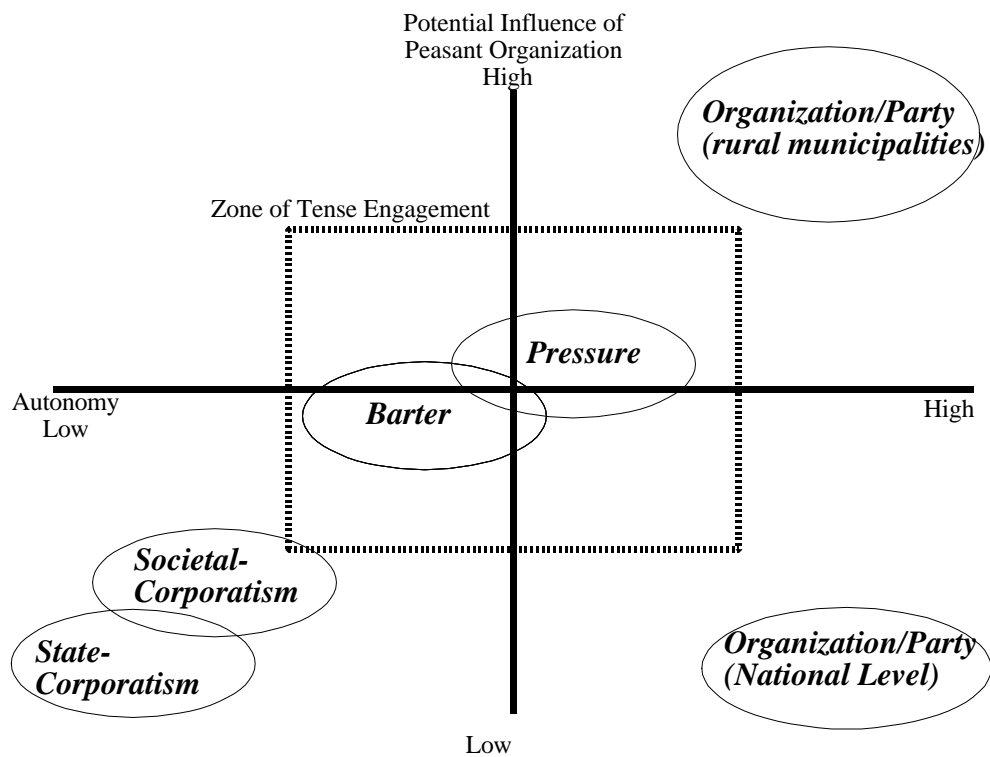 Potential Influence of
Peasant Organization
High
Organization/Party
(rural municipalities)
Zone of Tense Engagement
Pressure
Barter
Autonomy
Low
High
Societal-
Corporatism
State-
Corporatism
Organization/Party
(National Level)
Low